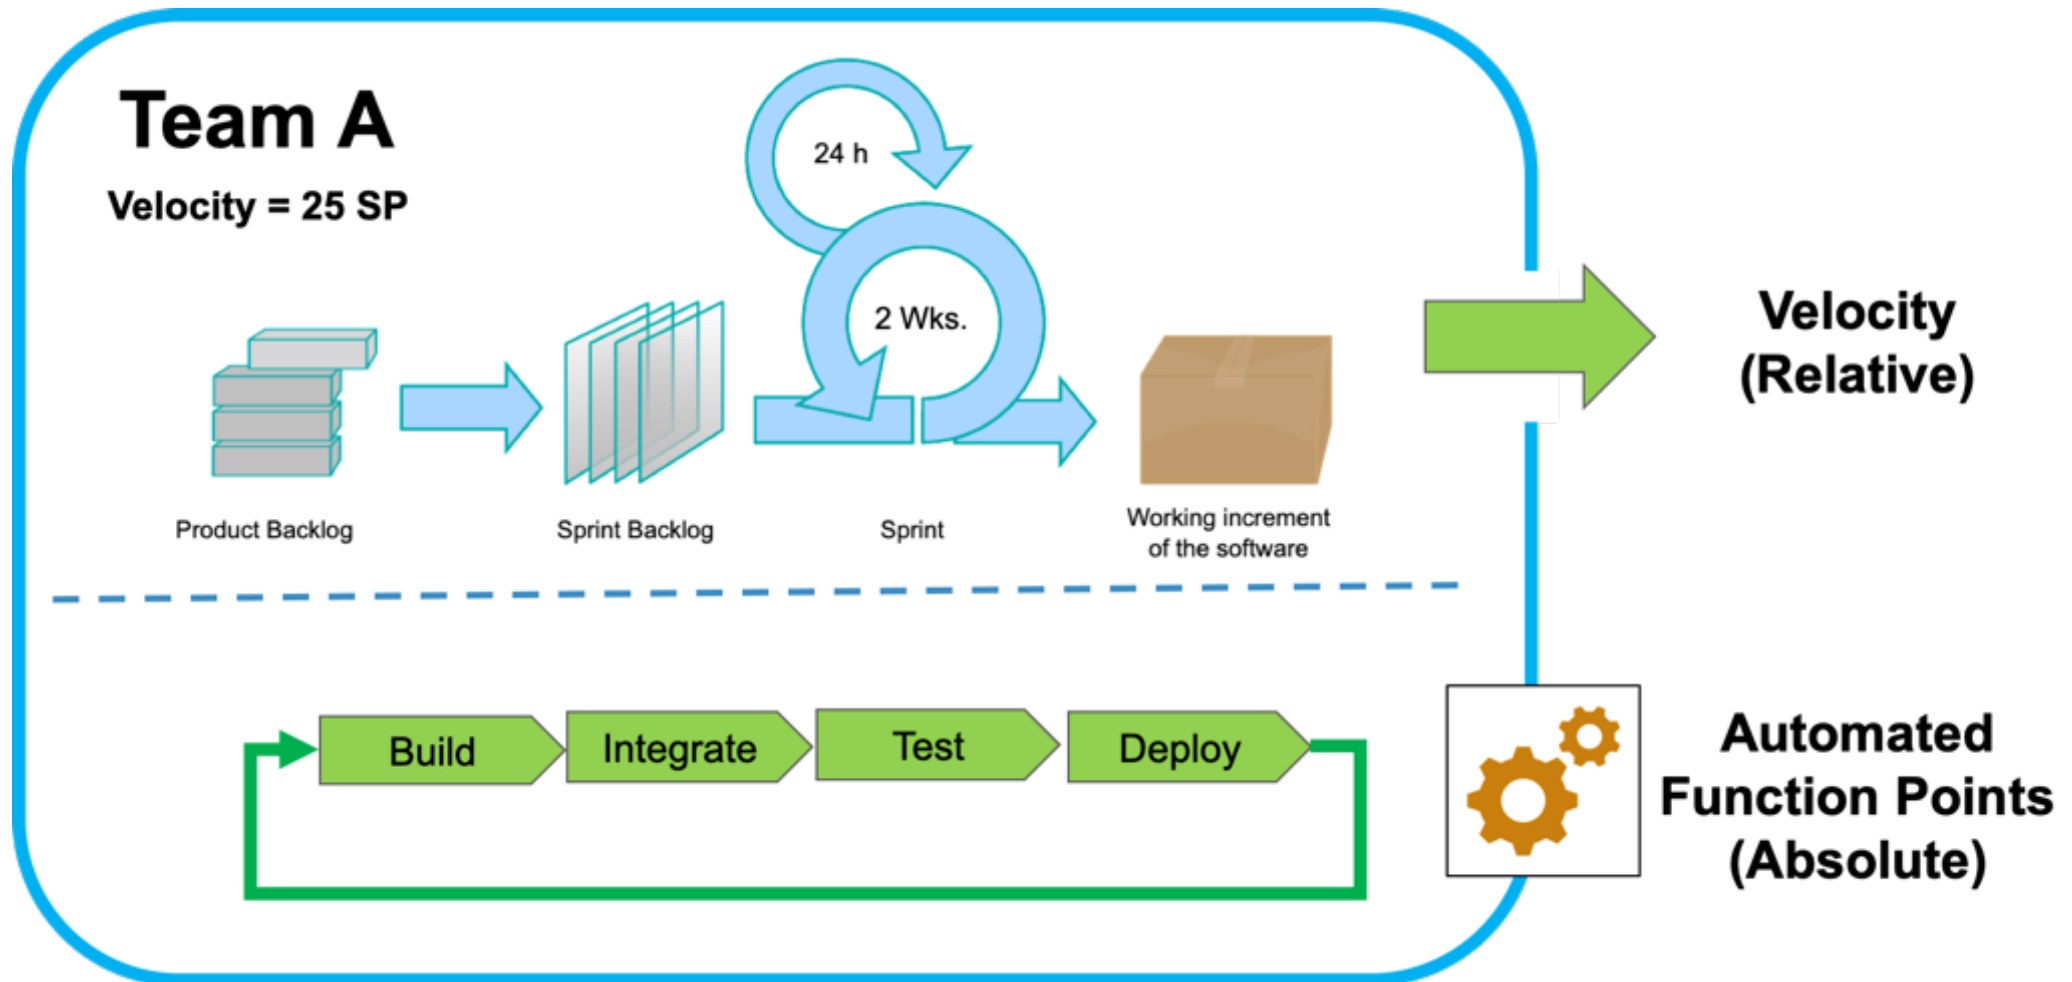 Team A
Velocity = 25 SP
24 h
2 Wks.
Product Backlog
Sprint Backlog
Sprint
Working increment
of the software
Velocity
(Relative)
Build
Integrate
Test
Deploy
Automated
Function Points
(Absolute)